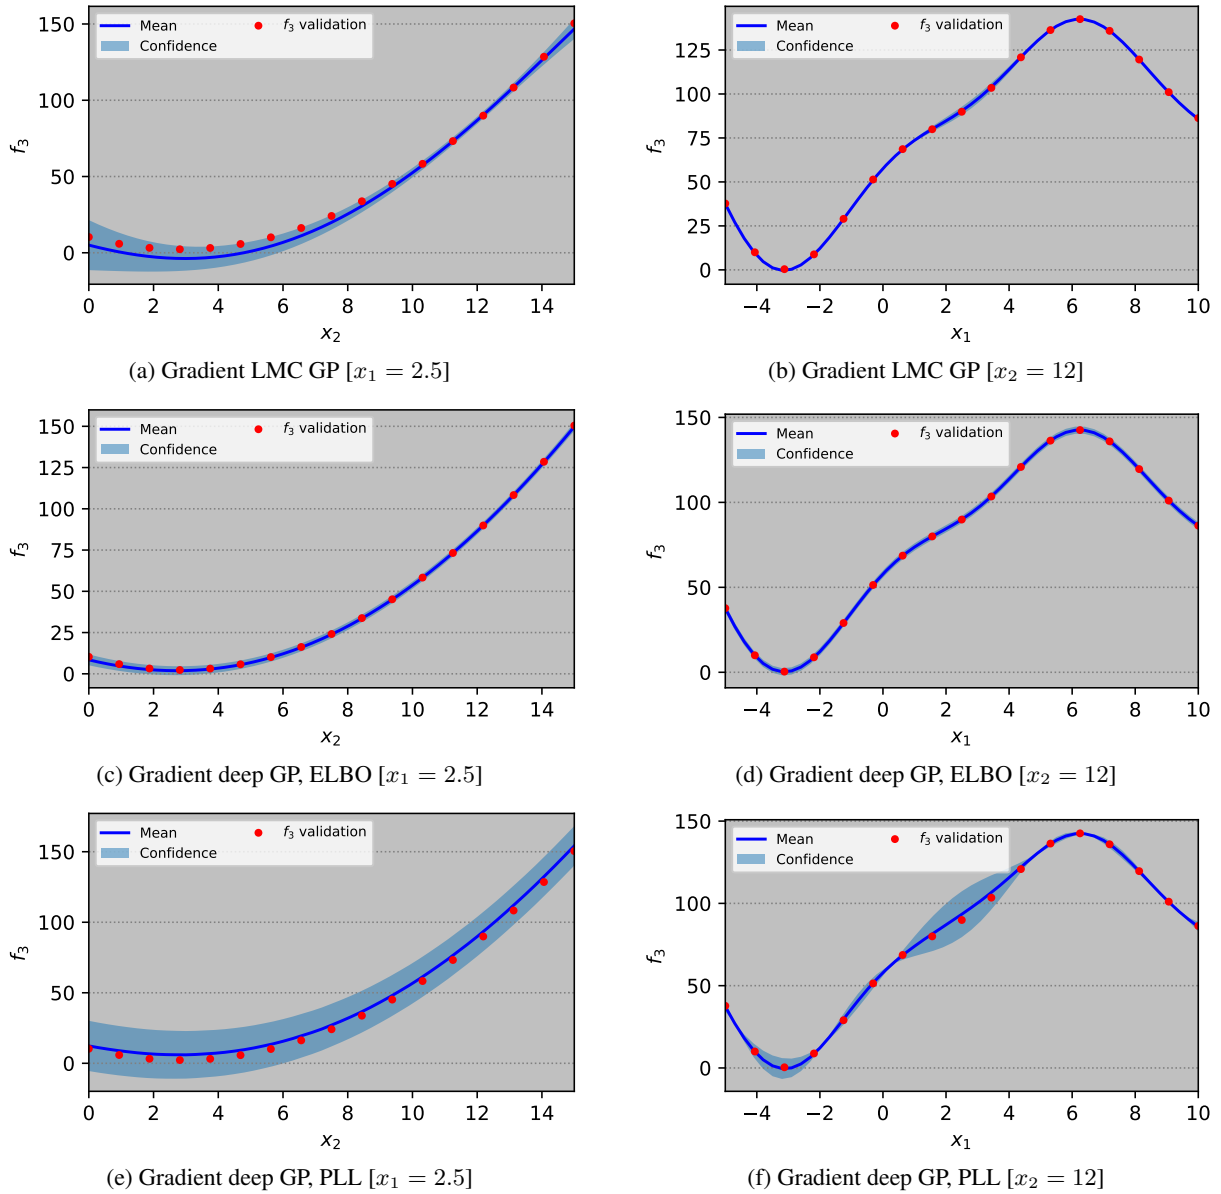 Mean
f₃ validation
Confidence
150
100
50
0
f₃
0 2 4 6 8 10 12 14
x₂
(a) Gradient LMC GP [x₁ = 2.5]
Mean
f₃ validation
Confidence
125
100
75
50
25
0
f₃
−4 −2 0 2 4 6 8 10
x₁
(b) Gradient LMC GP [x₂ = 12]
Mean
f₃ validation
Confidence
150
125
100
75
50
25
0
f₃
0 2 4 6 8 10 12 14
x₂
(c) Gradient deep GP, ELBO [x₁ = 2.5]
Mean
f₃ validation
Confidence
150
100
50
0
f₃
−4 −2 0 2 4 6 8 10
x₁
(d) Gradient deep GP, ELBO [x₂ = 12]
Mean
f₃ validation
Confidence
150
100
50
0
f₃
0 2 4 6 8 10 12 14
x₂
(e) Gradient deep GP, PLL [x₁ = 2.5]
Mean
f₃ validation
Confidence
150
100
50
0
f₃
−4 −2 0 2 4 6 8 10
x₁
(f) Gradient deep GP, PLL [x₂ = 12]